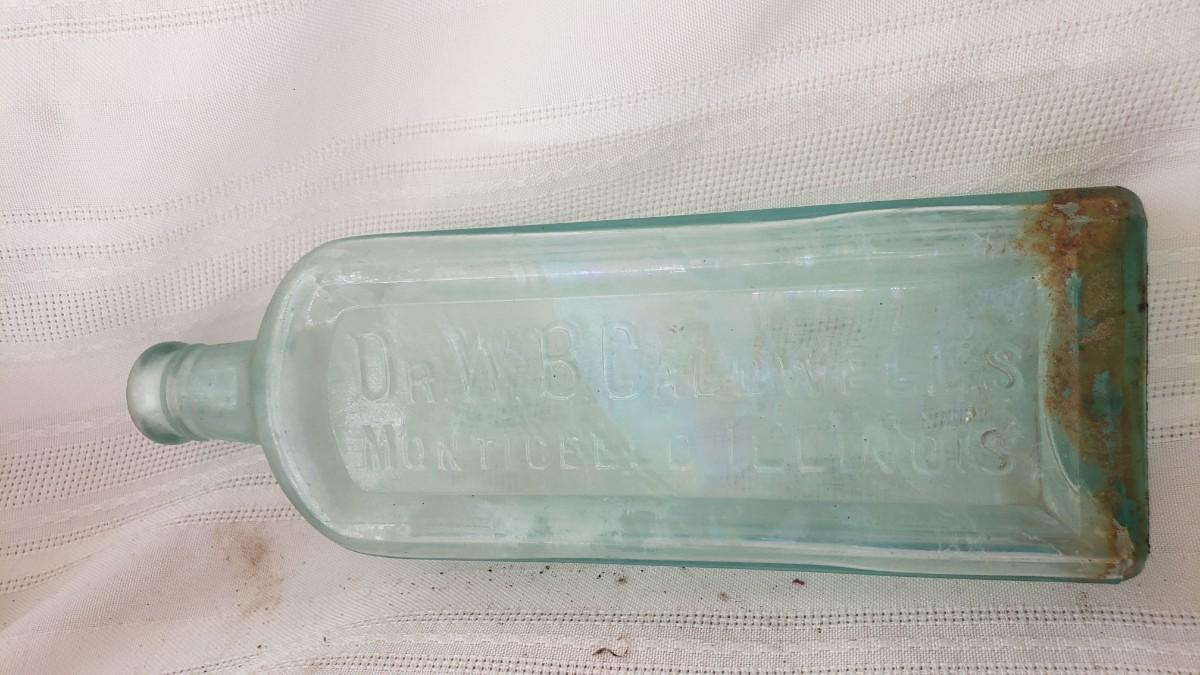 DR. W. B. CALDWELL'S
MONTICELLO ILLINOIS